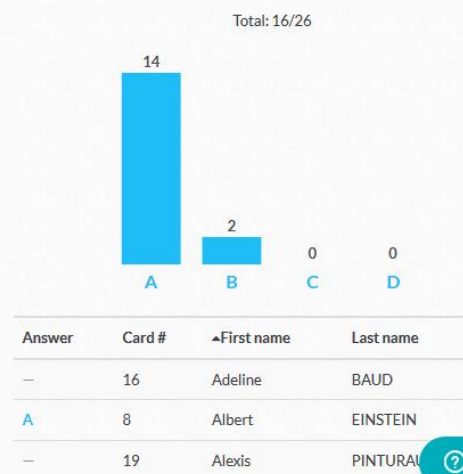 Total: 16/26
14
2
0 0
A B C D
Answer Card # First name Last name
— 16 Adeline BAUD
A 8 Albert EINSTEIN
— 19 Alexis